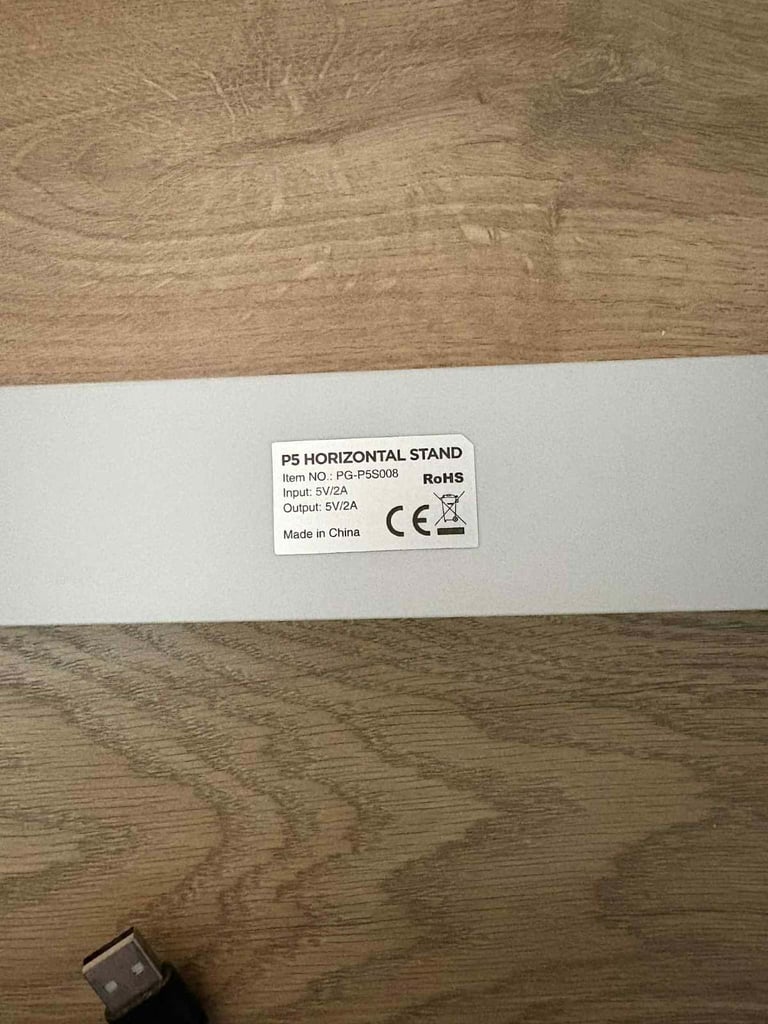 P5 HORIZONTAL STAND
Item NO.: PG-P5S008
RoHS
Input: 5V/2A
Output: 5V/2A
CE
Made in China